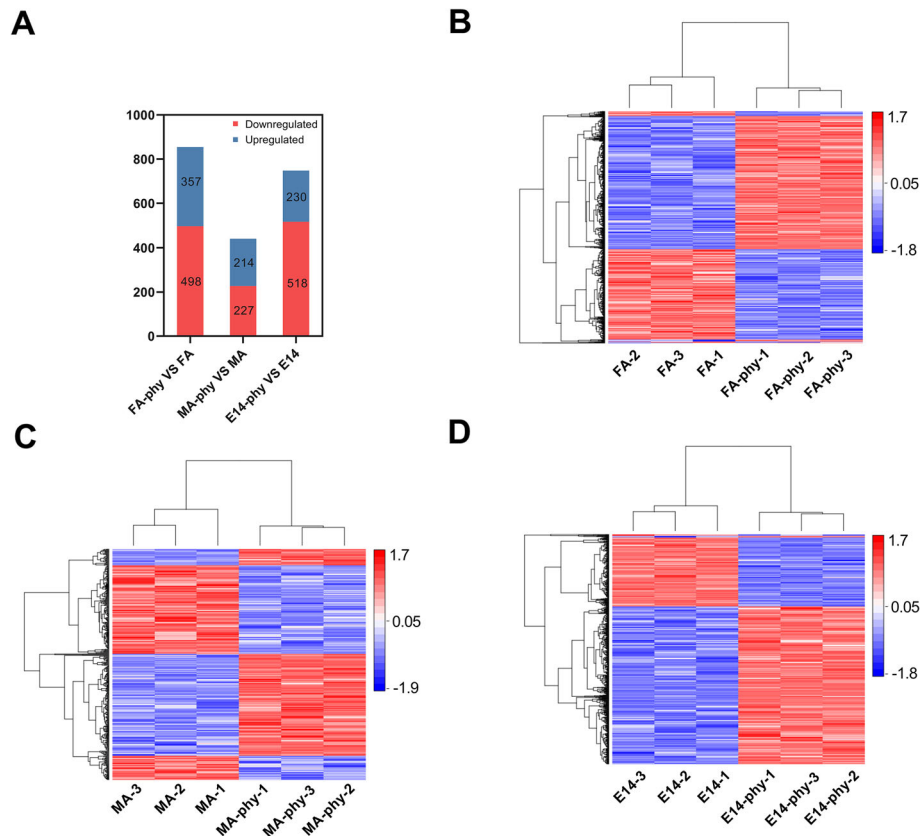 A
1000
800
600
400
200
0
Downregulated
Upregulated
357
498
214
227
230
518
FA-phy VS FA
MA-phy VS MA
E14-phy VS E14
B
1.7
0.05
-1.8
FA-2 FA-3 FA-1 FA-phy-1 FA-phy-2 FA-phy-3
C
1.7
0.05
-1.9
MA-3 MA-2 MA-1 MA-phy-1 MA-phy-3 MA-phy-2
D
1.7
0.05
-1.8
E14-3 E14-2 E14-1 E14-phy-1 E14-phy-3 E14-phy-2